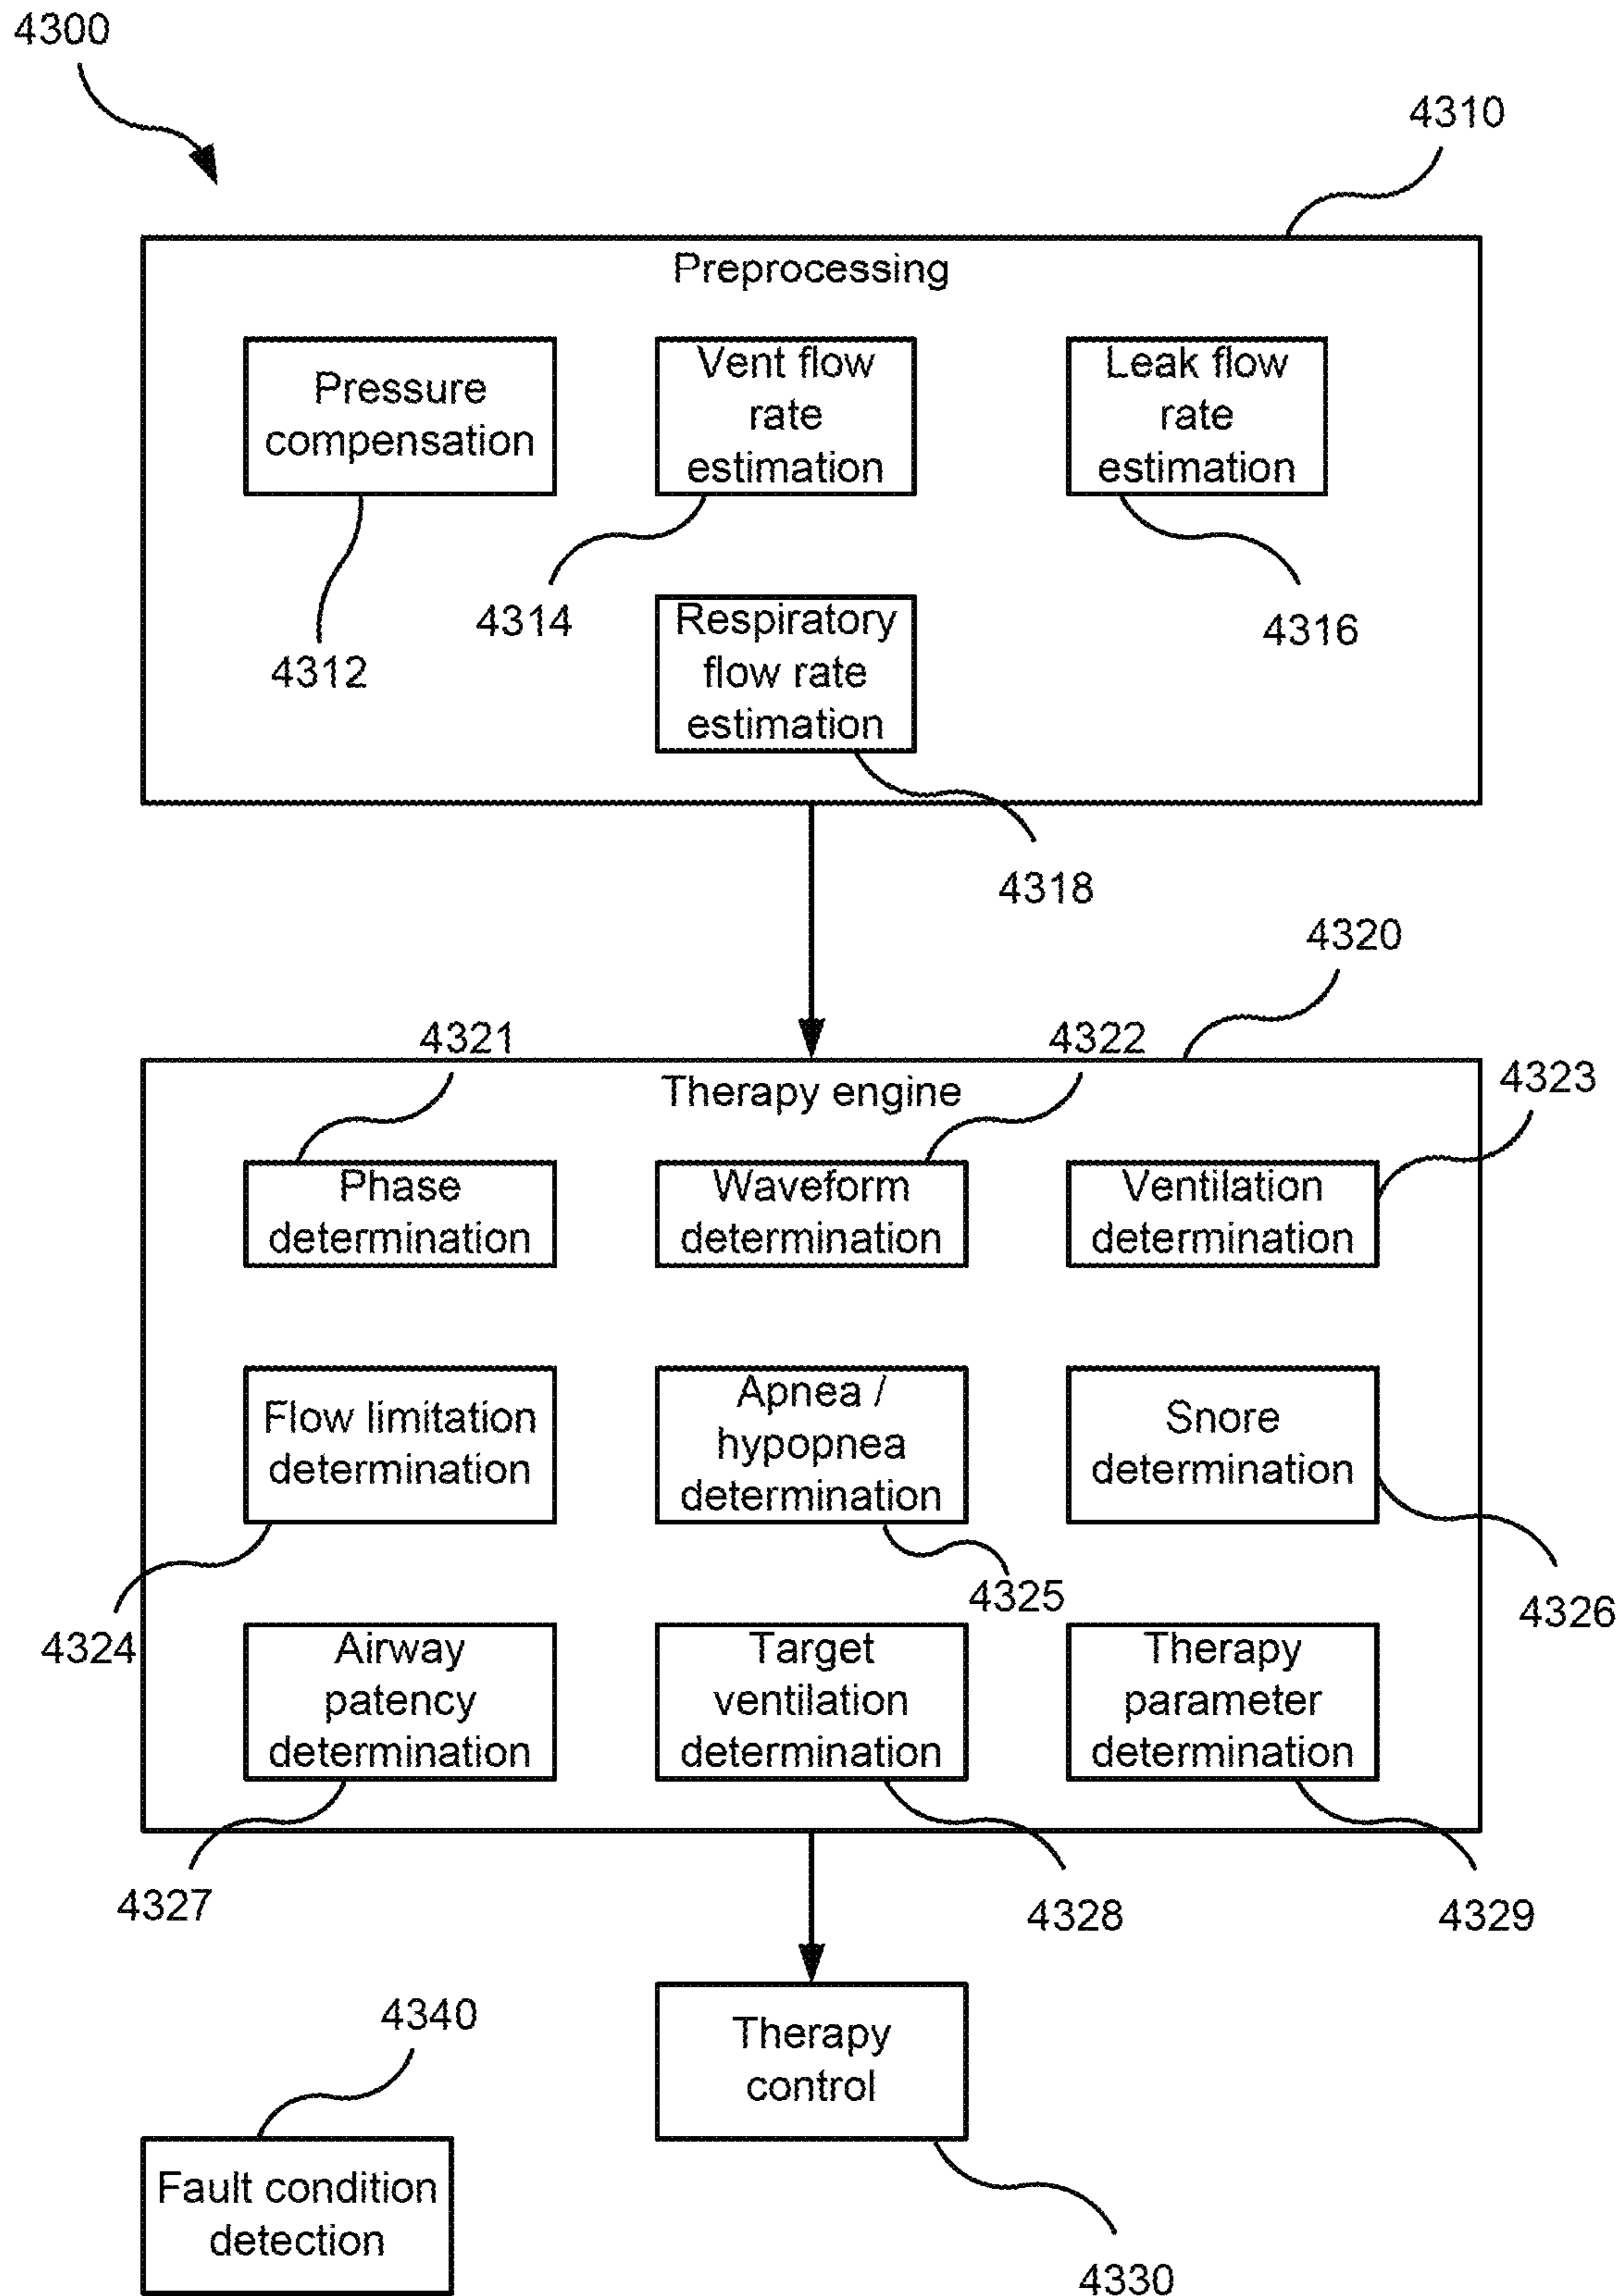 4300
4310
Preprocessing
Pressure
compensation
Vent flow
rate
estimation
Leak flow
rate
estimation
4312
4314
4316
Respiratory
flow rate
estimation
4318
4320
4321
4322
4323
Therapy engine
Phase
determination
Waveform
determination
Ventilation
determination
Flow limitation
determination
Apnea /
hypopnea
determination
Snore
determination
4324
4325
4326
Airway
patency
determination
Target
ventilation
determination
Therapy
parameter
determination
4327
4328
4329
4340
Therapy
control
Fault condition
detection
4330